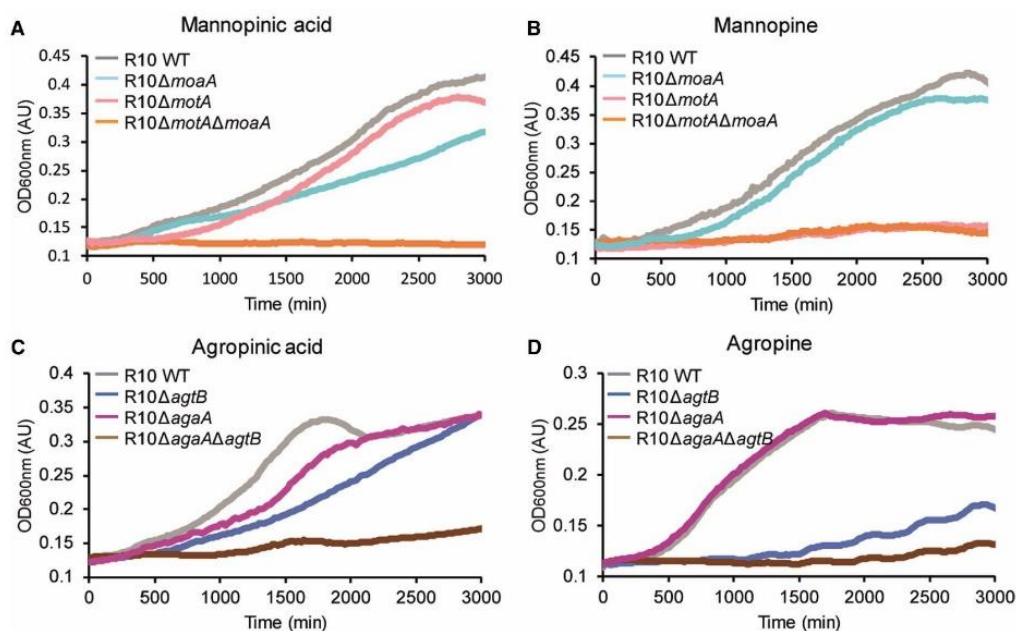 A
Mannopinic acid
R10 WT
R10ΔmoaA
R10ΔmotA
R10ΔmotAΔmoaA
OD600nm (AU)
0.45
0.4
0.35
0.3
0.25
0.2
0.15
0.1
0 500 1000 1500 2000 2500 3000
Time (min)
B
Mannopine
R10 WT
R10ΔmoaA
R10ΔmotA
R10ΔmotAΔmoaA
OD600nm (AU)
0.45
0.4
0.35
0.3
0.25
0.2
0.15
0.1
0 500 1000 1500 2000 2500 3000
Time (min)
C
Agropinic acid
R10 WT
R10ΔagtB
R10ΔagaA
R10ΔagaAΔagtB
OD600nm (AU)
0.4
0.35
0.3
0.25
0.2
0.15
0.1
0 500 1000 1500 2000 2500 3000
Time (min)
D
Agropine
R10 WT
R10ΔagtB
R10ΔagaA
R10ΔagaAΔagtB
OD600nm (AU)
0.3
0.25
0.2
0.15
0.1
0 500 1000 1500 2000 2500 3000
Time (min)